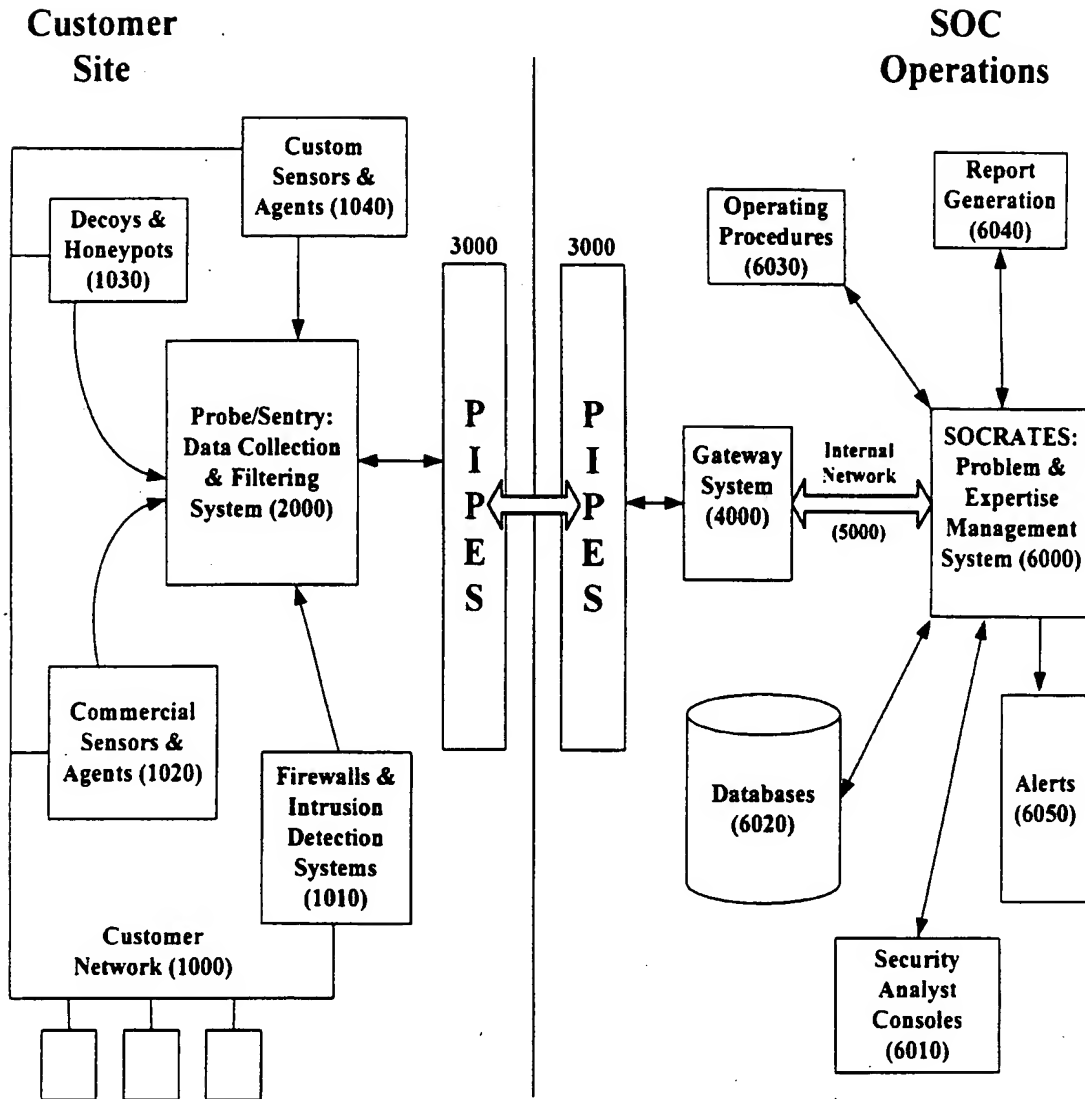 Customer
Site
SOC
Operations
Custom
Sensors &
Agents (1040)
Decoys &
Honeypots
(1030)
Probe/Sentry:
Data Collection
& Filtering
System (2000)
Commercial
Sensors &
Agents (1020)
Firewalls &
Intrusion
Detection
Systems
(1010)
Customer
Network (1000)
3000
P
I
P
E
S
3000
P
I
P
E
S
Operating
Procedures
(6030)
Report
Generation
(6040)
Gateway
System
(4000)
Internal
Network
(5000)
SOCRATES:
Problem &
Expertise
Management
System (6000)
Databases
(6020)
Alerts
(6050)
Security
Analyst
Consoles
(6010)